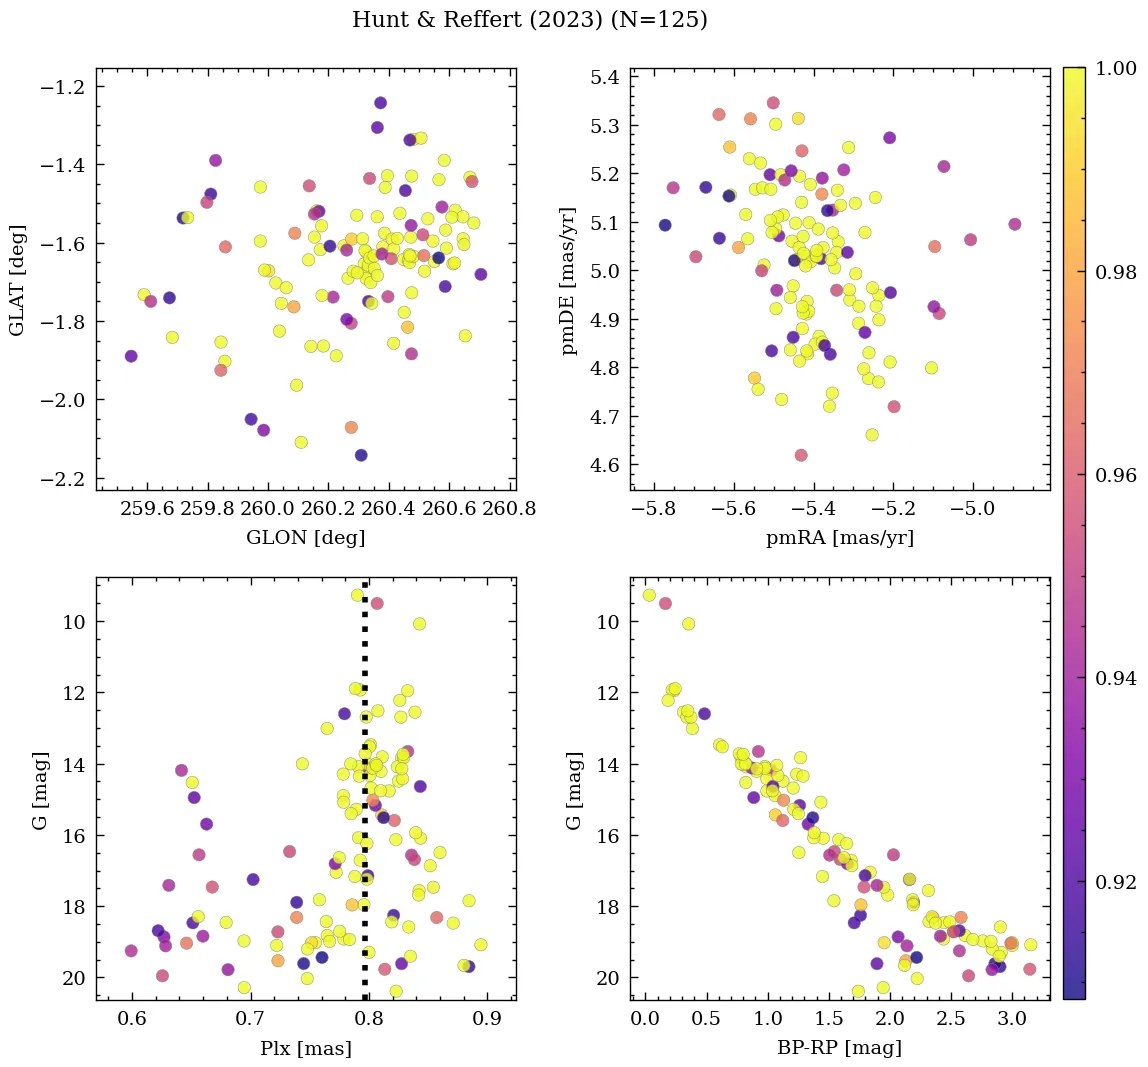 Hunt & Reffert (2023) (N=125)
−1.2
−1.4
−1.6
−1.8
−2.0
−2.2
GLAT [deg]
259.6 259.8 260.0 260.2 260.4 260.6 260.8
GLON [deg]
5.4
5.3
5.2
5.1
5.0
4.9
4.8
4.7
4.6
pmDE [mas/yr]
−5.8 −5.6 −5.4 −5.2 −5.0
pmRA [mas/yr]
1.00
0.98
0.96
0.94
0.92
10
12
14
16
18
20
G [mag]
0.6 0.7 0.8 0.9
Plx [mas]
10
12
14
16
18
20
G [mag]
0.0 0.5 1.0 1.5 2.0 2.5 3.0
BP-RP [mag]